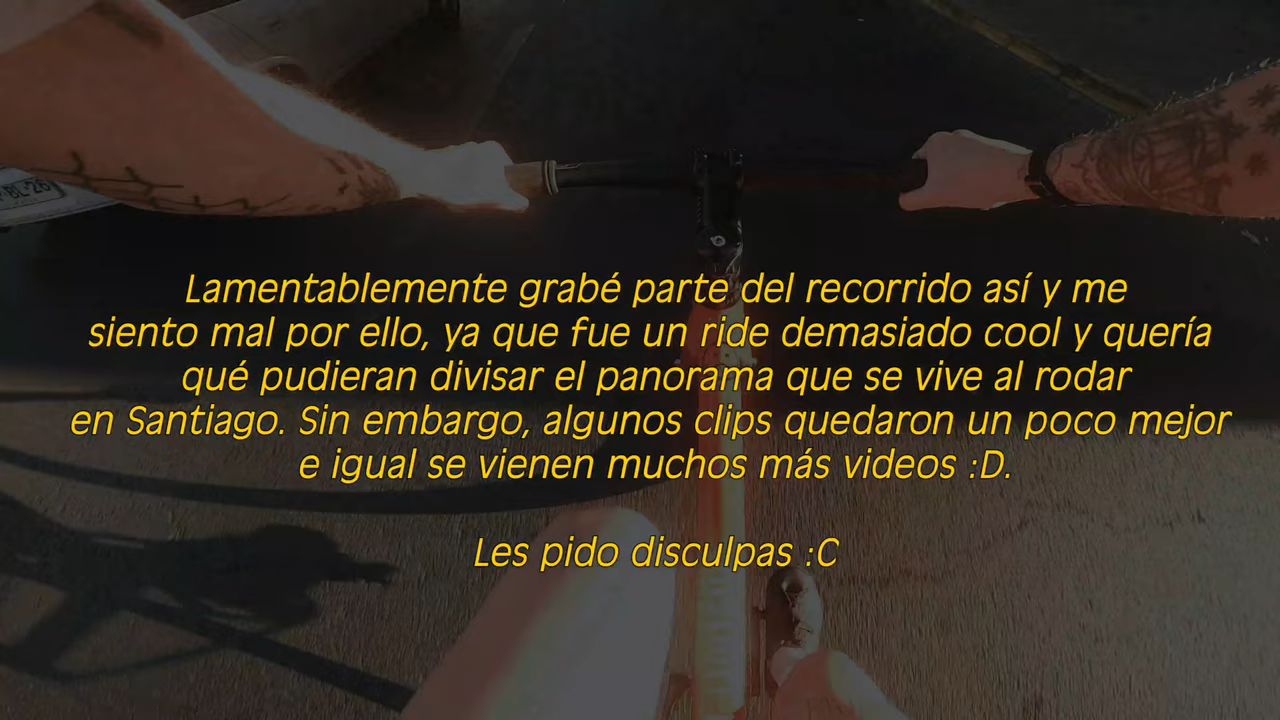 BL·26
Lamentablemente grabé parte del recorrido así y me
siento mal por ello, ya que fue un ride demasiado cool y quería
qué pudieran divisar el panorama que se vive al rodar
en Santiago. Sin embargo, algunos clips quedaron un poco mejor
e igual se vienen muchos más videos :D.
Les pido disculpas :C